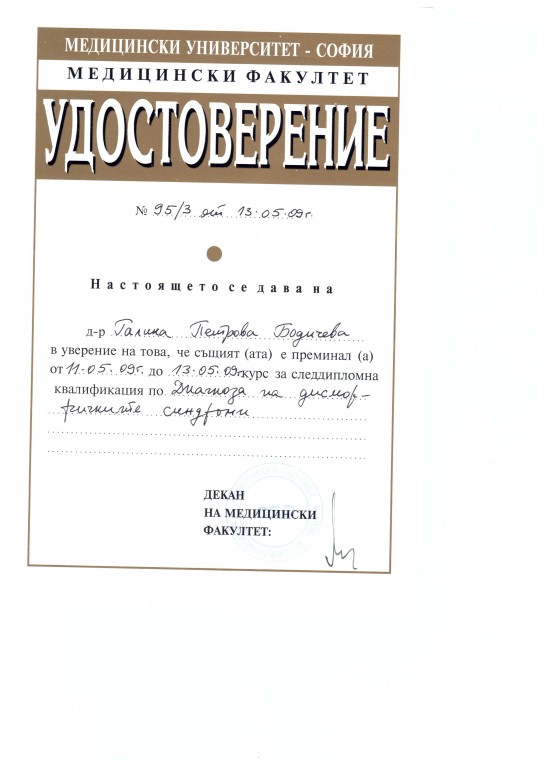 МЕДИЦИНСКИ УНИВЕРСИТЕТ - СОФИЯ
МЕДИЦИНСКИ ФАКУЛТЕТ
УДОСТОВЕРЕНИЕ
№ 95/3 от 13.05.09г.
Настоящето се дава на
д-р Галина Петрова Бодичева
в уверение на това, че същият (ата) е преминал (а)
от 11.05.09г. до 13.05.09г. курс за следдипломна
квалификация по Диагноза на дисмор-
фичните синдроми
ДЕКАН
НА МЕДИЦИНСКИ
ФАКУЛТЕТ: